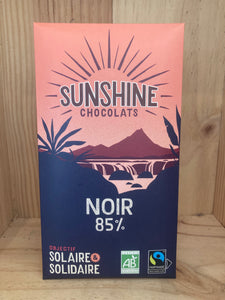 SUNSHINE
CHOCOLATS
NOIR
85%
OBJECTIF
SOLAIRE &
SOLIDAIRE
AB